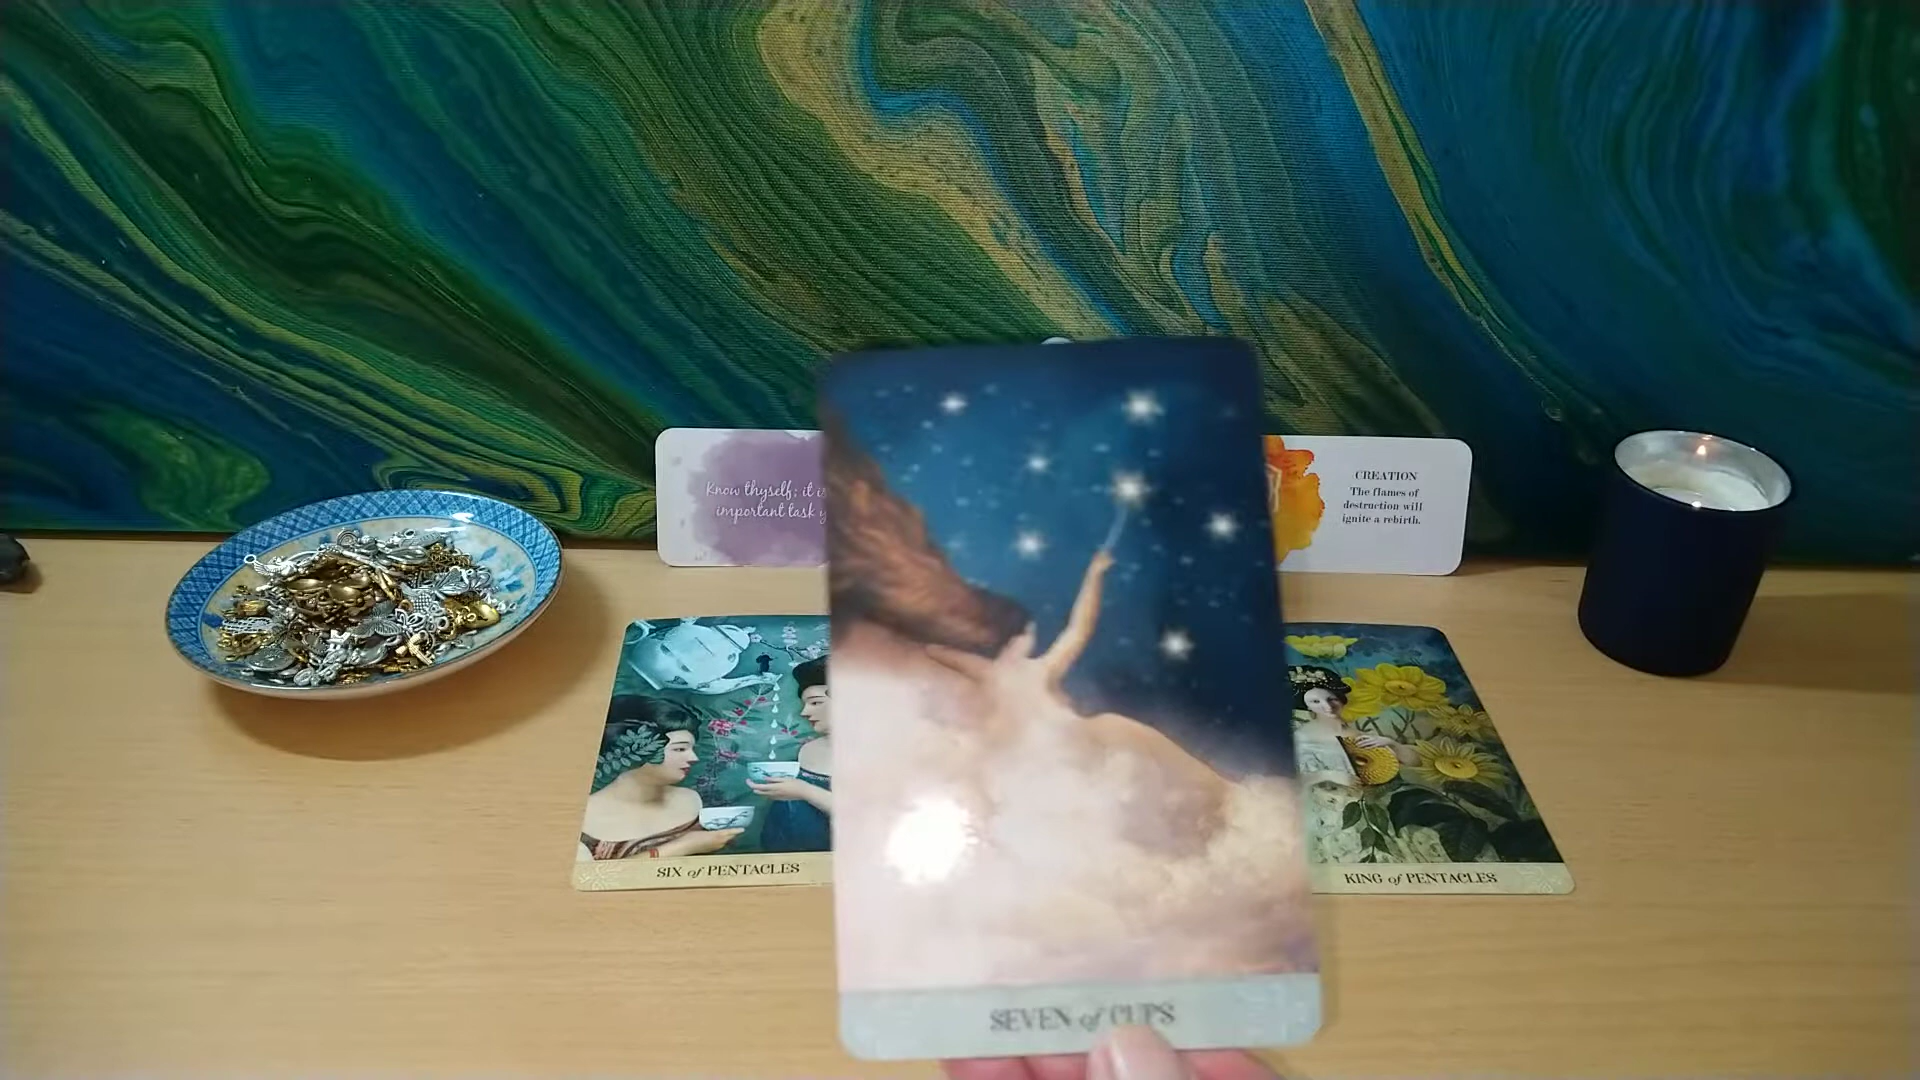 Know thyself; it is
important task y
CREATION
The flames of
destruction will
ignite a rebirth.
SIX of PENTACLES
KING of PENTACLES
SEVEN of CUPS